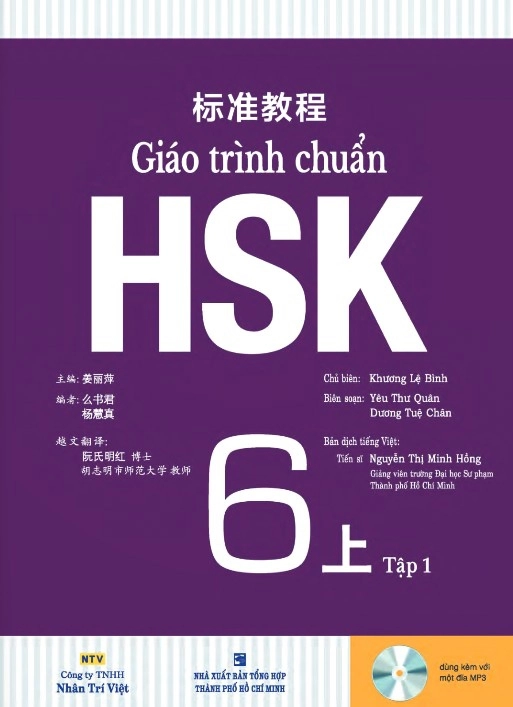 标准教程
Giáo trình chuẩn
HSK
主编: 姜丽萍
编者: 么书君
杨慧真
越文翻译:
阮氏明红 博士
胡志明市师范大学 教师
Chủ biên: Khương Lệ Bình
Biên soạn: Yêu Thư Quân
Dương Tuệ Chân
Bản dịch tiếng Việt:
Tiến sĩ Nguyễn Thị Minh Hồng
Giảng viên trường Đại học Sư phạm
Thành phố Hồ Chí Minh
6 上 Tập 1
NTV
Công ty TNHH
Nhân Trí Việt
NHÀ XUẤT BẢN TỔNG HỢP
THÀNH PHỐ HỒ CHÍ MINH
dùng kèm với
một đĩa MP3